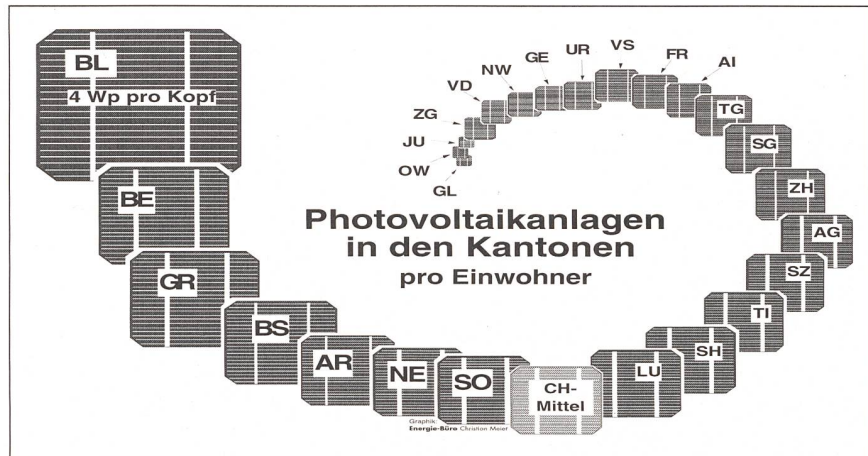 BL
4 Wp pro Kopf
BE
GR
BS
AR
NE
SO
CH-
Mittel
LU
SH
TI
SZ
AG
ZH
SG
TG
AI
FR
VS
UR
GE
NW
VD
ZG
JU
OW
GL
Photovoltaikanlagen
in den Kantonen
pro Einwohner
Graphik:
Energie-Büro Christian Meier